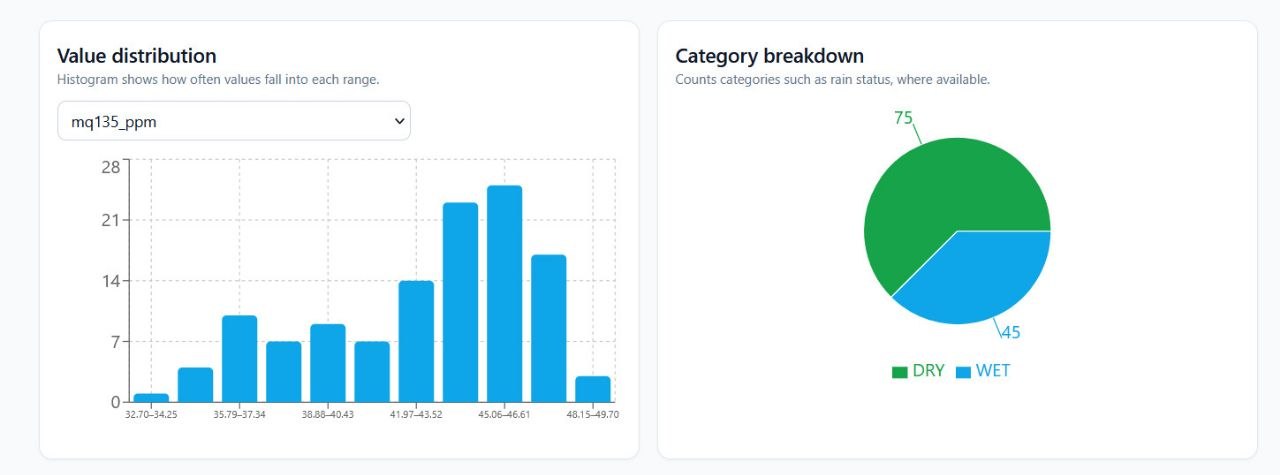 Value distribution
Histogram shows how often values fall into each range.
mq135_ppm
28
21
14
7
0
32.70–34.25 35.79–37.34 38.88–40.43 41.97–43.52 45.06–46.61 48.15–49.70
Category breakdown
Counts categories such as rain status, where available.
75
45
DRY WET